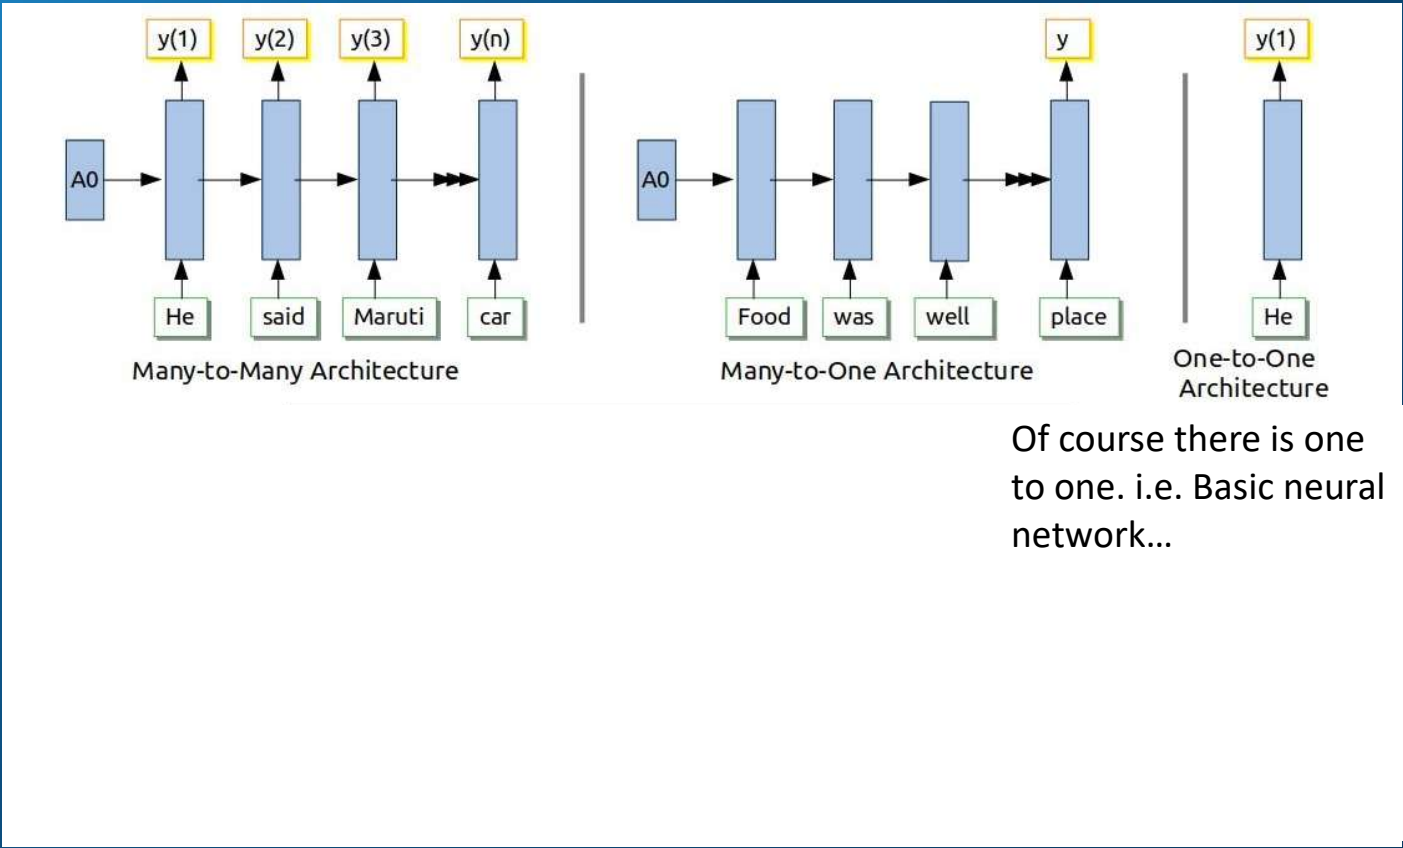 y(1) y(2) y(3) y(n)
A0
He said Maruti car
Many-to-Many Architecture
y
A0
Food was well place
Many-to-One Architecture
y(1)
He
One-to-One
Architecture
Of course there is one
to one. i.e. Basic neural
network…